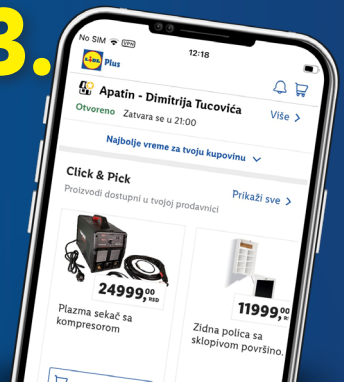 3.
No SIM VPN
12:18
LIDL Plus
Apatin - Dimitrija Tucovića
Više >
Otvoreno Zatvara se u 21:00
Najbolje vreme za tvoju kupovinu
Click & Pick
Prikaži sve >
Proizvodi dostupni u tvojoj prodavnici
24999,00 RSD
Plazma sekač sa
kompresorom
11999,00
Zidna polica sa
sklopivom površino.